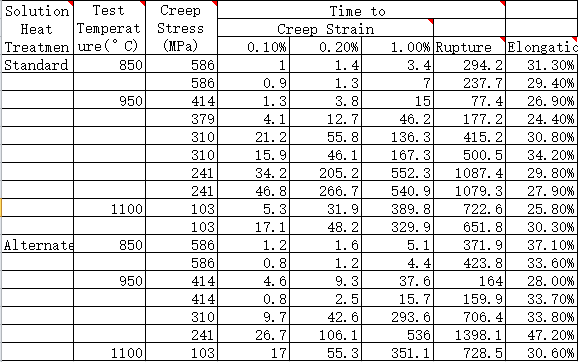 Solution Test Creep Time to
Heat Temperat Stress Creep Strain
Treatmen ure(°C) (MPa) 0.10% 0.20% 1.00% Rupture Elongatic
Standard 850 586 1 1.4 3.4 294.2 31.30%
586 0.9 1.3 7 237.7 29.40%
950 414 1.3 3.8 15 77.4 26.90%
379 4.1 12.7 46.2 177.2 24.40%
310 21.2 55.8 136.3 415.2 30.80%
310 15.9 46.1 167.3 500.5 34.20%
241 34.2 205.2 552.3 1087.4 29.80%
241 46.8 266.7 540.9 1079.3 27.90%
1100 103 5.3 31.9 389.8 722.6 25.80%
103 17.1 48.2 329.9 651.8 30.30%
Alternate 850 586 1.2 1.6 5.1 371.9 37.10%
586 0.8 1.2 4.4 423.8 33.60%
950 414 4.6 9.3 37.6 164 28.00%
414 0.8 2.5 15.7 159.9 33.70%
310 9.7 42.6 293.6 706.4 33.80%
241 26.7 106.1 536 1398.1 47.20%
1100 103 17 55.3 351.1 728.5 30.60%